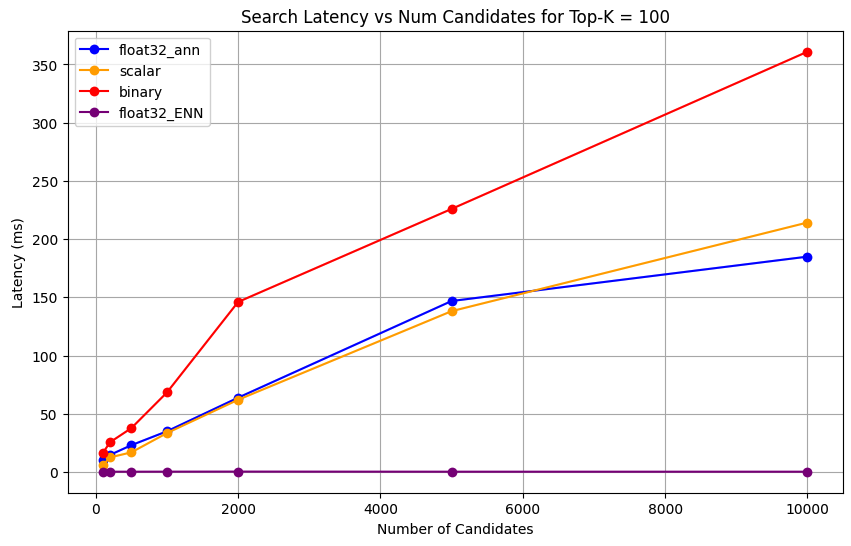 Search Latency vs Num Candidates for Top-K = 100
float32_ann
scalar
binary
float32_ENN
Latency (ms)
350
300
250
200
150
100
50
0
0 2000 4000 6000 8000 10000
Number of Candidates